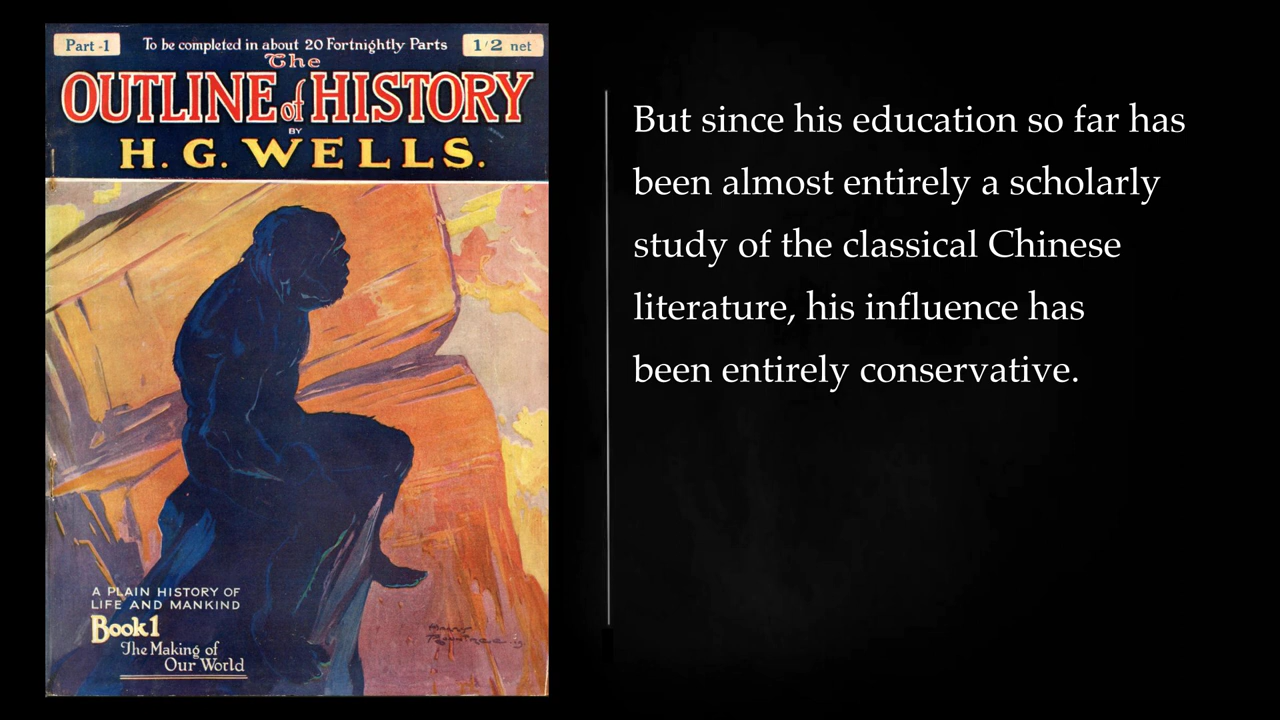 Part -1
To be completed in about 20 Fortnightly Parts
1/2 net
The
OUTLINE of HISTORY
BY
H. G. WELLS.
A PLAIN HISTORY OF
LIFE AND MANKIND
Book 1
The Making of
Our World
But since his education so far has
been almost entirely a scholarly
study of the classical Chinese
literature, his influence has
been entirely conservative.